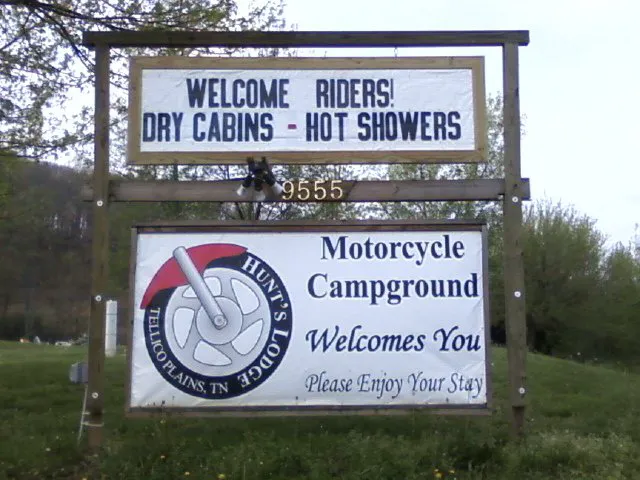 WELCOME RIDERS!
DRY CABINS - HOT SHOWERS
9555
HUNT'S LODGE
TELLICO PLAINS, TN
Motorcycle
Campground
Welcomes You
Please Enjoy Your Stay